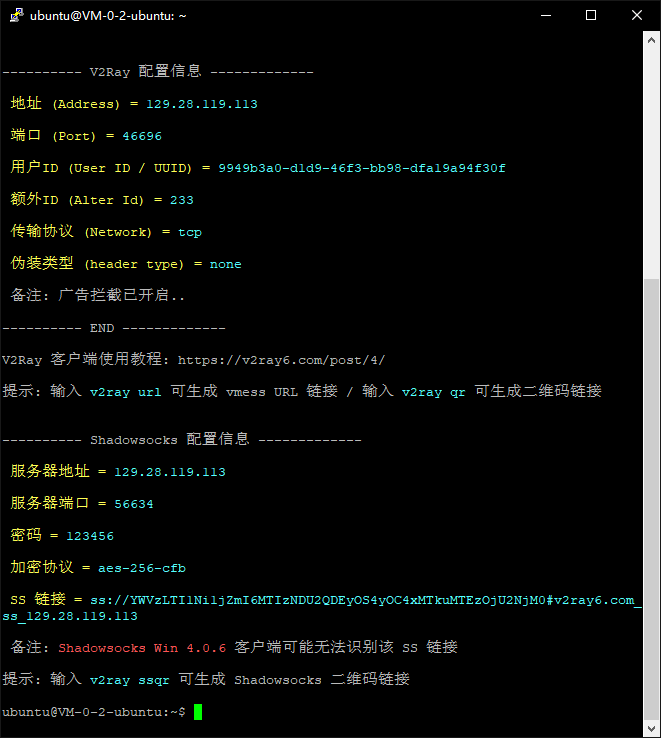 ubuntu@VM-0-2-ubuntu: ~
---------- V2Ray 配置信息 -------------
地址 (Address) = 129.28.119.113
端口 (Port) = 46696
用户ID (User ID / UUID) = 9949b3a0-d1d9-46f3-bb98-dfa19a94f30f
额外ID (Alter Id) = 233
传输协议 (Network) = tcp
伪装类型 (header type) = none
备注: 广告拦截已开启..
---------- END -------------
V2Ray 客户端使用教程: https://v2ray6.com/post/4/
提示: 输入 v2ray url 可生成 vmess URL 链接 / 输入 v2ray qr 可生成二维码链接
---------- Shadowsocks 配置信息 -------------
服务器地址 = 129.28.119.113
服务器端口 = 56634
密码 = 123456
加密协议 = aes-256-cfb
SS 链接 = ss://YWVzLTI1Ni1jZmI6MTIzNDU2QDEyOS4yOC4xMTkuMTEzOjU2NjM0#v2ray6.com_
ss_129.28.119.113
备注: Shadowsocks Win 4.0.6 客户端可能无法识别该 SS 链接
提示: 输入 v2ray ssqr 可生成 Shadowsocks 二维码链接
ubuntu@VM-0-2-ubuntu:~$